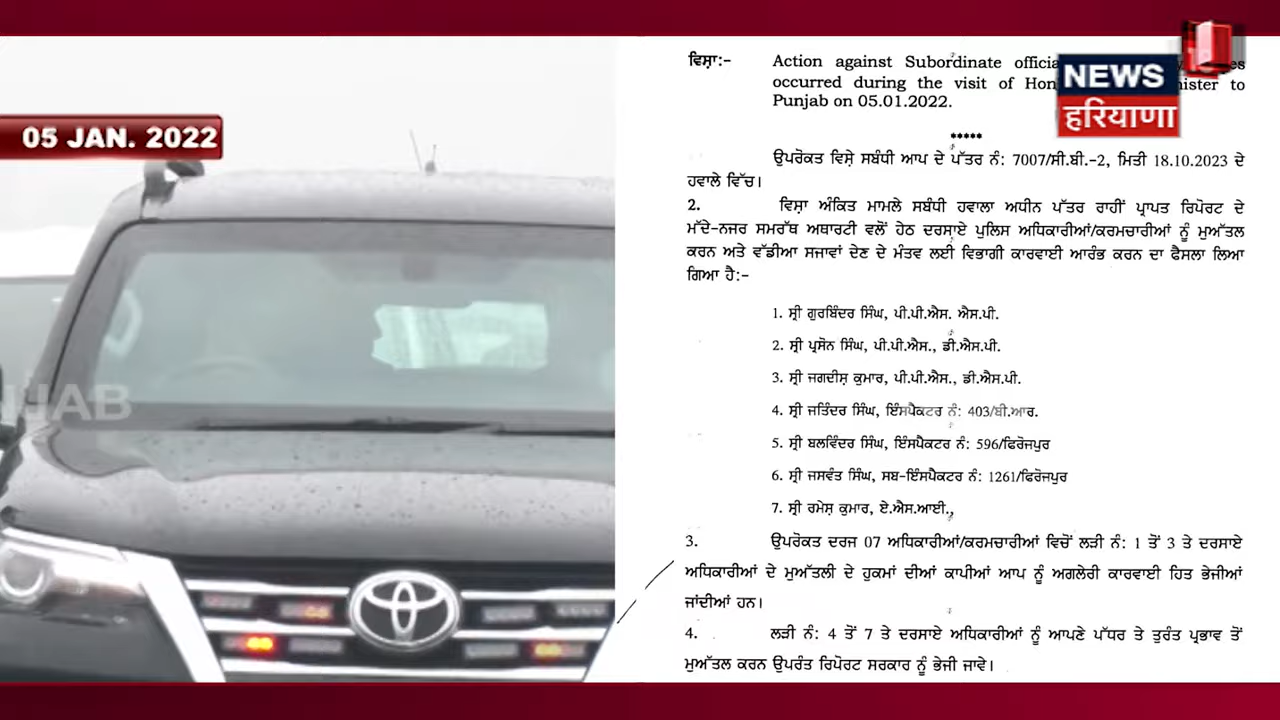 05 JAN. 2022
NJAB
NEWS
हरियाणा
ਵਿਸ਼ਾ:- Action against Subordinate
occurred during the visit of to
Punjab on 05.01.2022.
*****
ਉਪਰੋਕਤ ਵਿਸ਼ੇ ਸਬੰਧੀ ਆਪ ਦੇ ਪੱਤਰ ਨੰ: 7007/ਸੀ.ਬੀ.-2, ਮਿਤੀ 18.10.2023 ਦੇ
ਹਵਾਲੇ ਵਿੱਚ।
2. ਵਿਸ਼ਾ ਅੰਕਿਤ ਮਾਮਲੇ ਸਬੰਧੀ ਹਵਾਲਾ ਅਧੀਨ ਪੱਤਰ ਰਾਹੀਂ ਪ੍ਰਾਪਤ ਰਿਪੋਰਟ ਦੇ
ਮੱਦੇ-ਨਜਰ ਸਮਰੱਥ ਅਥਾਰਟੀ ਵਲੋਂ ਹੇਠ ਦਰਸਾਏ ਪੁਲਿਸ ਅਧਿਕਾਰੀਆਂ/ਕਰਮਚਾਰੀਆਂ ਨੂੰ ਮੁਅੱਤਲ
ਕਰਨ ਅਤੇ ਵੱਡੀਆ ਸਜਾਵਾਂ ਦੇਣ ਦੇ ਮੰਤਵ ਲਈ ਵਿਭਾਗੀ ਕਾਰਵਾਈ ਆਰੰਭ ਕਰਨ ਦਾ ਫੈਸਲਾ ਲਿਆ
ਗਿਆ ਹੈ:-
1. ਸ੍ਰੀ ਗੁਰਬਿੰਦਰ ਸਿੰਘ, ਪੀ.ਪੀ.ਐਸ. ਐਸ.ਪੀ.
2. ਸ੍ਰੀ ਪ੍ਰਸੋਨ ਸਿੰਘ, ਪੀ.ਪੀ.ਐਸ., ਡੀ.ਐਸ.ਪੀ.
3. ਸ੍ਰੀ ਜਗਦੀਸ਼ ਕੁਮਾਰ, ਪੀ.ਪੀ.ਐਸ., ਡੀ.ਐਸ.ਪੀ.
4. ਸ੍ਰੀ ਜਤਿੰਦਰ ਸਿੰਘ, ਇੰਸਪੈਕਟਰ ਨੰ: 403/ਬੀ.ਆਰ.
5. ਸ੍ਰੀ ਬਲਵਿੰਦਰ ਸਿੰਘ, ਇੰਸਪੈਕਟਰ ਨੰ: 596/ਫਿਰੋਜਪੁਰ
6. ਸ੍ਰੀ ਜਸਵੰਤ ਸਿੰਘ, ਸਬ-ਇੰਸਪੈਕਟਰ ਨੰ: 1261/ਫਿਰੋਜਪੁਰ
7. ਸ੍ਰੀ ਰਮੇਸ਼ ਕੁਮਾਰ, ਏ.ਐਸ.ਆਈ.,
3. ਉਪਰੋਕਤ ਦਰਜ 07 ਅਧਿਕਾਰੀਆਂ/ਕਰਮਚਾਰੀਆਂ ਵਿਚੋਂ ਲੜੀ ਨੰ: 1 ਤੋਂ 3 ਤੇ ਦਰਸਾਏ
ਅਧਿਕਾਰੀਆਂ ਦੇ ਮੁਅੱਤਲੀ ਦੇ ਹੁਕਮਾਂ ਦੀਆਂ ਕਾਪੀਆਂ ਆਪ ਨੂੰ ਅਗਲੇਰੀ ਕਾਰਵਾਈ ਹਿਤ ਭੇਜੀਆਂ
ਜਾਂਦੀਆਂ ਹਨ।
4. ਲੜੀ ਨੰ: 4 ਤੋਂ 7 ਤੇ ਦਰਸਾਏ ਅਧਿਕਾਰੀਆਂ ਨੂੰ ਆਪਣੇ ਪੱਧਰ ਤੇ ਤੁਰੰਤ ਪ੍ਰਭਾਵ ਤੋਂ
ਮੁਅੱਤਲ ਕਰਨ ਉਪਰੰਤ ਰਿਪੋਰਟ ਸਰਕਾਰ ਨੂੰ ਭੇਜੀ ਜਾਵੇ।